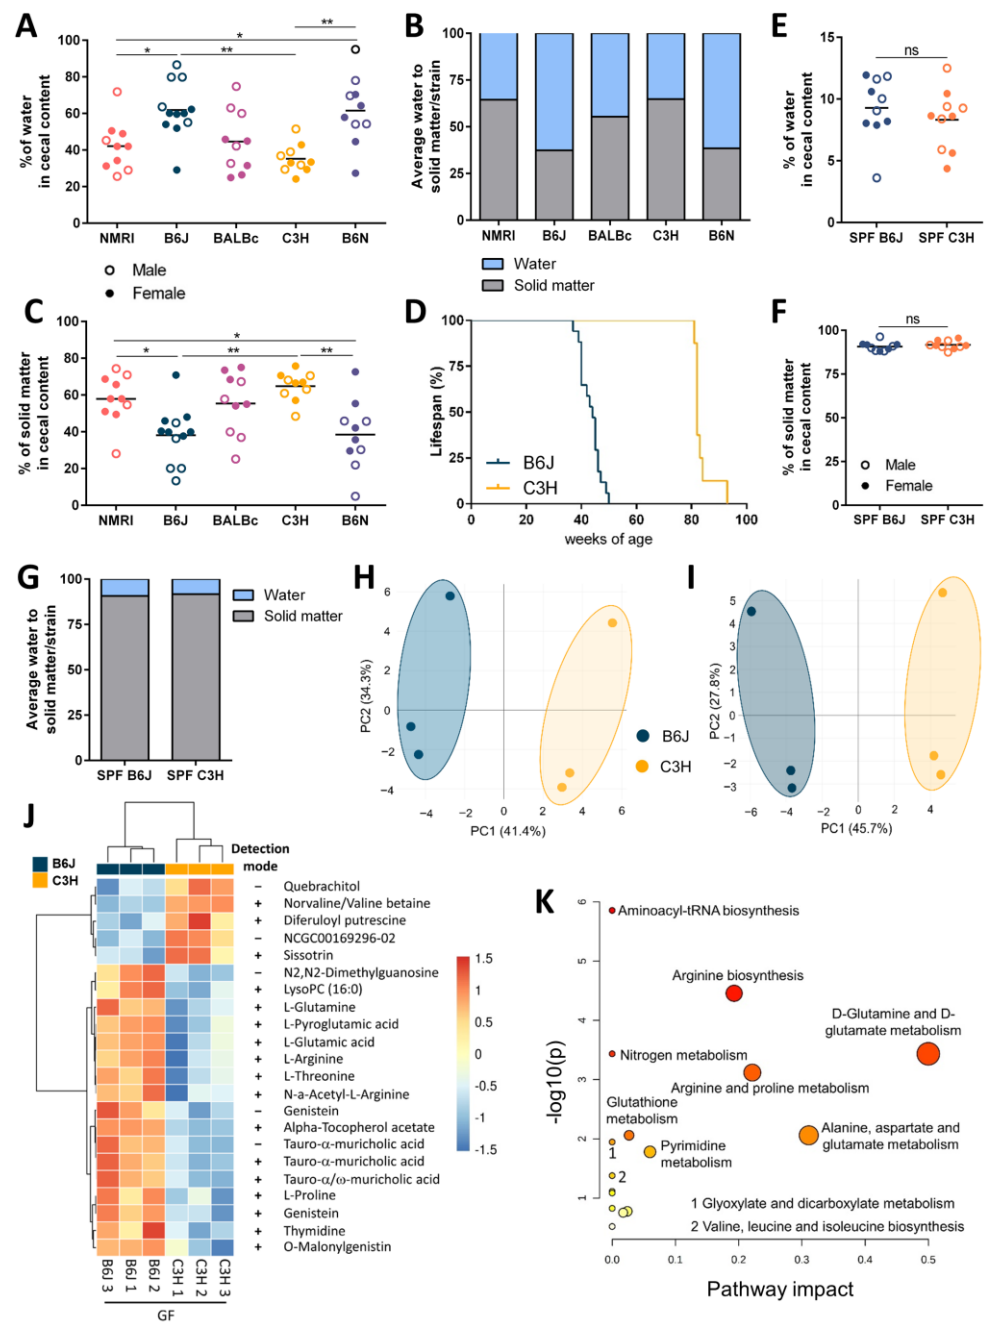 A
%of water
in cecal content
100
80
60
40
20
0
*
**
*
**
NMRI
B6J
BALBc
C3H
B6N
Male
Female
B
Average water to
solid matter/strain
100
75
50
25
0
NMRI
B6J
BALBc
C3H
B6N
Water
Solid matter
E
% of water
in cecal content
15
10
5
0
ns
SPF B6J
SPF C3H
C
% of solid matter
in cecal content
100
80
60
40
20
0
*
*
**
**
NMRI
B6J
BALBc
C3H
B6N
D
Lifespan (%)
100
75
50
25
0
B6J
C3H
0
20
40
60
80
100
weeks of age
F
% of solid matter
in cecal content
100
75
50
25
0
ns
Male
Female
SPF B6J
SPF C3H
G
Average water to
solid matter/strain
100
75
50
25
0
SPF B6J
SPF C3H
Water
Solid matter
H
PC2 (34.3%)
6
4
2
0
−2
−4
−4
−2
0
2
4
6
PC1 (41.4%)
B6J
C3H
I
PC2 (27.8%)
5
4
3
2
1
0
−1
−2
−3
−6
−4
−2
0
2
4
PC1 (45.7%)
J
B6J
C3H
Detection
mode
− Quebrachitol
+ Norvaline/Valine betaine
+ Diferuloyl putrescine
− NCGC00169296-02
+ Sissotrin
− N2,N2-Dimethylguanosine
+ LysoPC (16:0)
+ L-Glutamine
+ L-Pyroglutamic acid
+ L-Glutamic acid
+ L-Arginine
+ L-Threonine
+ N-a-Acetyl-L-Arginine
− Genistein
+ Alpha-Tocopherol acetate
− Tauro-α-muricholic acid
+ Tauro-α-muricholic acid
+ Tauro-α/ω-muricholic acid
+ L-Proline
+ Genistein
+ Thymidine
+ O-Malonylgenistin
B6J 3
B6J 1
B6J 2
C3H 1
C3H 2
C3H 3
GF
1.5
1
0.5
0
-0.5
-1
-1.5
K
-log10(p)
6
5
4
3
2
1
Aminoacyl-tRNA biosynthesis
Arginine biosynthesis
D-Glutamine and D-
glutamate metabolism
Nitrogen metabolism
Arginine and proline metabolism
Glutathione
metabolism
Alanine, aspartate and
glutamate metabolism
1
Pyrimidine
metabolism
2
1 Glyoxylate and dicarboxylate metabolism
2 Valine, leucine and isoleucine biosynthesis
0.0
0.1
0.2
0.3
0.4
0.5
Pathway impact